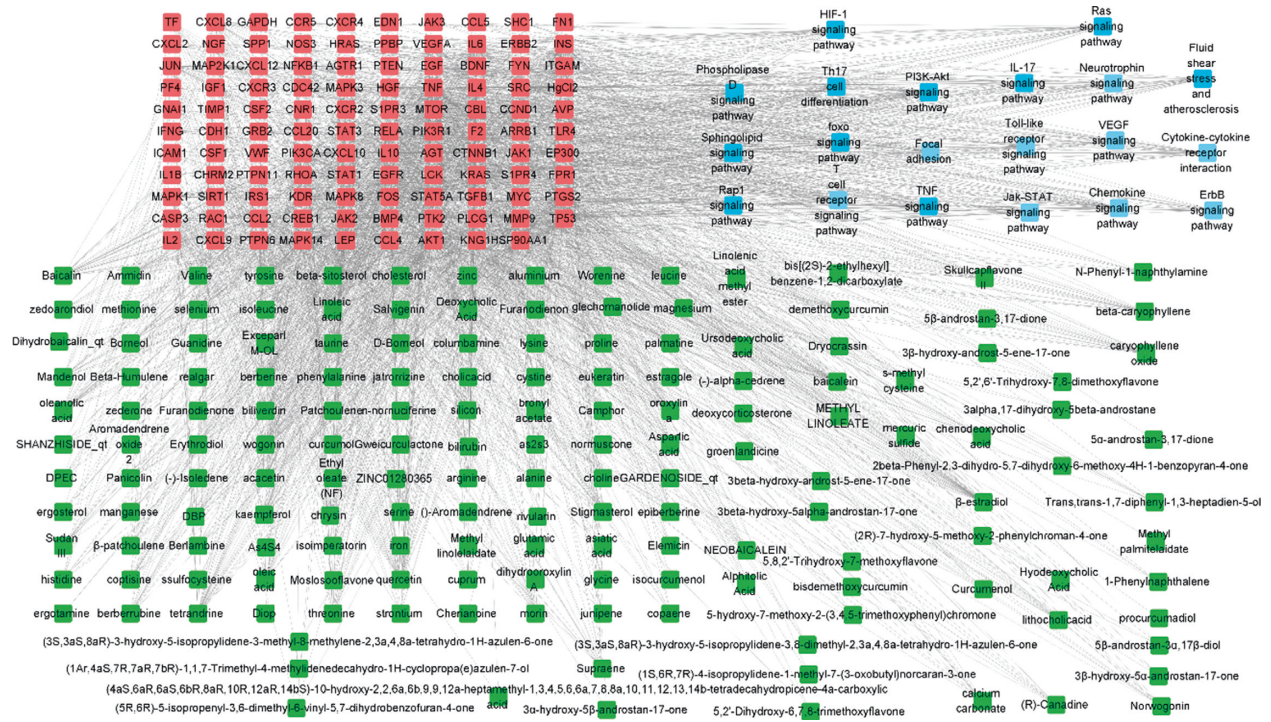 TF CXCL8 GAPDH CCR5 CXCR4 EDN1 JAK3 CCL5 SHC1 FN1
CXCL2 NGF SPP1 NOS3 HRAS PPBP VEGFA IL6 ERBB2 INS
JUN MAP2K1 CXCL12 NFKB1 AGTR1 PTEN EGF BDNF FYN ITGAM
PF4 IGF1 CXCR3 CDC42 MAPK3 HGF TNF IL4 SRC HgCl2
GNAI1 TIMP1 CSF2 CNR1 CXCR2 S1PR3 MTOR CBL CCND1 AVP
IFNG CDH1 GRB2 CCL20 STAT3 RELA PIK3R1 F2 ARRB1 TLR4
ICAM1 CSF1 VWF PIK3CA CXCL10 IL10 AGT CTNNB1 JAK1 EP300
IL1B CHRM2 PTPN11 RHOA STAT1 EGFR LCK KRAS S1PR4 FPR1
MAPK1 SIRT1 IRS1 KDR MAPK8 FOS STAT5A TGFB1 MYC PTGS2
CASP3 RAC1 CCL2 CREB1 JAK2 BMP4 PTK2 PLCG1 MMP9 TP53
IL2 CXCL9 PTPN6 MAPK14 LEP CCL4 AKT1 KNG1 HSP90AA1
HIF-1
signaling
pathway
Ras
signaling
pathway
Phospholipase
D
signaling
pathway
Th17
cell
differentiation
PI3K-Akt
signaling
pathway
IL-17
signaling
pathway
Neurotrophin
signaling
pathway
Fluid
shear
stress
and
atherosclerosis
Sphingolipid
signaling
pathway
foxo
signaling
pathway
Focal
adhesion
Toll-like
receptor
signaling
pathway
VEGF
signaling
pathway
Cytokine-cytokine
receptor
interaction
Rap1
signaling
pathway
T
cell
receptor
signaling
pathway
TNF
signaling
pathway
Jak-STAT
signaling
pathway
Chemokine
signaling
pathway
ErbB
signaling
pathway
Baicalin Ammidin Valine tyrosine beta-sitosterol cholesterol zinc aluminium Worenine leucine
Linolenic
acid
methyl
ester
bis[(2S)-2-ethylhexyl]
benzene-1,2-dicarboxylate
Skullcapflavone
II
N-Phenyl-1-naphthylamine
zedoarondiol methionine selenium isoleucine
Linoleic
acid
Salvigenin
Deoxycholic
Acid
Furanodienon glechomanolide magnesium
demethoxycurcumin
5β-androstan-3,17-dione
beta-caryophyllene
Dihydrobaicalin_qt Borneol Guanidine
Excepari
M-OL
taurine D-Borneol columbamine lysine proline palmatine
Ursodeoxycholic
acid
Dryocrassin
3β-hydroxy-androst-5-ene-17-one
caryophyllene
oxide
Mandenol Beta-Humulene realgar berberine phenylalanine jatrorrizine cholicacid cystine eukeratin estragole
(-)-alpha-cedrene
baicalein
s-methyl
cysteine
5,2',6'-Trihydroxy-7,8-dimethoxyflavone
oleanolic
acid
zederone Furanodienone biliverdin Patchoulene n-nornuciferine silicon
bronyl
acetate
Camphor
oroxylin
a
deoxycorticosterone
METHYL
LINOLEATE
3alpha,17-dihydroxy-5beta-androstane
SHANZHISIDE_qt
Aromadendrene
oxide
2
Erythrodiol wogonin curcumol Gweicurculactone bilirubin as2s3 normuscone
Aspartic
acid
groenlandicine
mercuric
sulfide
chenodeoxycholic
acid
5α-androstan-3,17-dione
DPEC Panicolin (-)-Isoledene acacetin
Ethyl
oleate
(NF)
ZINC01280365 arginine alanine choline GARDENOSIDE_qt
3beta-hydroxy-androst-5-ene-17-one
2beta-Phenyl-2,3-dihydro-5,7-dihydroxy-6-methoxy-4H-1-benzopyran-4-one
ergosterol manganese DBP kaempferol chrysin serine ()-Aromadendrene rivularin Stigmasterol epiberberine
3beta-hydroxy-5alpha-androstan-17-one
β-estradiol
Trans,trans-1,7-diphenyl-1,3-heptadien-5-ol
Sudan
III
β-patchoulene Berlambine As4S4 isoimperatorin iron
Methyl
linolelaidate
glutamic
acid
asiatic
acid
Elemicin
NEOBAICALEIN
5,8,2'-Trihydroxy-7-methoxyflavone
(2R)-7-hydroxy-5-methoxy-2-phenylchroman-4-one
Methyl
palmitelaidate
histidine coptisine ssulfocysteine
oleic
acid
Moslosooflavone quercetin cuprum
dihydrooroxylin
A
glycine isocurcumenol
Alphitolic
Acid
bisdemethoxycurcumin
Curcumenol
Hyodeoxycholic
Acid
1-Phenylnaphthalene
ergotamine berberrubine tetrandrine Diop threonine strontium Cherianoine morin junipene copaene
5-hydroxy-7-methoxy-2-(3,4,5-trimethoxyphenyl)chromone
lithocholicacid
procurcumadiol
(3S,3aS,8aR)-3-hydroxy-5-isopropylidene-3-methyl-8-methylene-2,3a,4,8a-tetrahydro-1H-azulen-6-one
(3S,3aS,8aR)-3-hydroxy-5-isopropylidene-3,8-dimethyl-2,3a,4,8a-tetrahydro-1H-azulen-6-one
5β-androstan-3α,17β-diol
(1Ar,4aS,7R,7aR,7bR)-1,1,7-Trimethyl-4-methylidenedecahydro-1H-cyclopropa(e)azulen-7-ol
Supraene
(1S,6R,7R)-4-isopropylidene-1-methyl-7-(3-oxobutyl)norcaran-3-one
3β-hydroxy-5α-androstan-17-one
(4aS,6aR,6aS,6bR,8aR,10R,12aR,14bS)-10-hydroxy-2,2,6a,6b,9,9,12a-heptamethyl-1,3,4,5,6,6a,7,8,8a,10,11,12,13,14b-tetradecahydropicene-4a-carboxylic
acid
(5R,6R)-5-isopropenyl-3,6-dimethyl-6-vinyl-5,7-dihydrobenzofuran-4-one
3α-hydroxy-5β-androstan-17-one
5,2'-Dihydroxy-6,7,8-trimethoxyflavone
calcium
carbonate
(R)-Canadine
Norwogonin